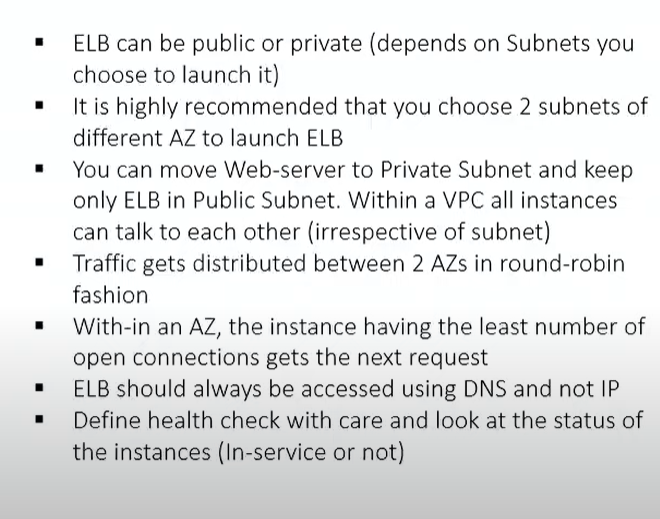 ▪ ELB can be public or private (depends on Subnets you
choose to launch it)
▪ It is highly recommended that you choose 2 subnets of
different AZ to launch ELB
▪ You can move Web-server to Private Subnet and keep
only ELB in Public Subnet. Within a VPC all instances
can talk to each other (irrespective of subnet)
▪ Traffic gets distributed between 2 AZs in round-robin
fashion
▪ With-in an AZ, the instance having the least number of
open connections gets the next request
▪ ELB should always be accessed using DNS and not IP
▪ Define health check with care and look at the status of
the instances (In-service or not)